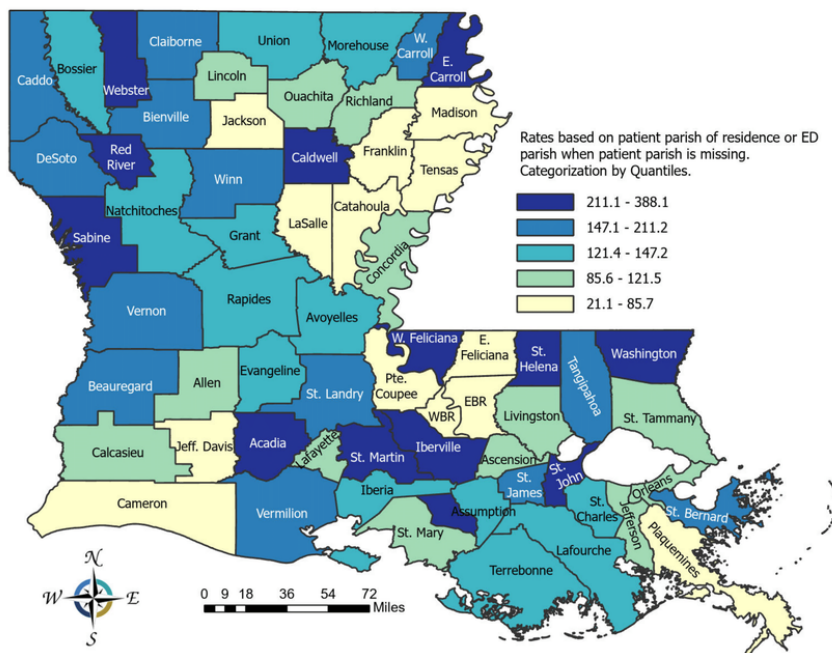 Caddo
Bossier
Webster
Claiborne
Union
Morehouse
W.
Carroll
E.
Carroll
Lincoln
Ouachita
Richland
Madison
Bienville
Jackson
DeSoto
Red
River
Caldwell
Franklin
Tensas
Winn
Natchitoches
Sabine
Grant
LaSalle
Catahoula
Concordia
Vernon
Rapides
Avoyelles
Beauregard
Allen
Evangeline
St. Landry
Pte.
Coupee
W. Feliciana
E.
Feliciana
St.
Helena
Tangipahoa
Washington
Calcasieu
Jeff. Davis
Acadia
Lafayette
St. Martin
Iberville
WBR
EBR
Livingston
St. Tammany
Ascension
Cameron
Vermilion
Iberia
St. Mary
Assumption
St.
James
St.
John
St.
Charles
Jefferson
Orleans
St. Bernard
Plaquemines
Terrebonne
Lafourche
Rates based on patient parish of residence or ED
parish when patient parish is missing.
Categorization by Quantiles.
211.1 - 388.1
147.1 - 211.2
121.4 - 147.2
85.6 - 121.5
21.1 - 85.7
N
W E
S
0 9 18 36 54 72
Miles